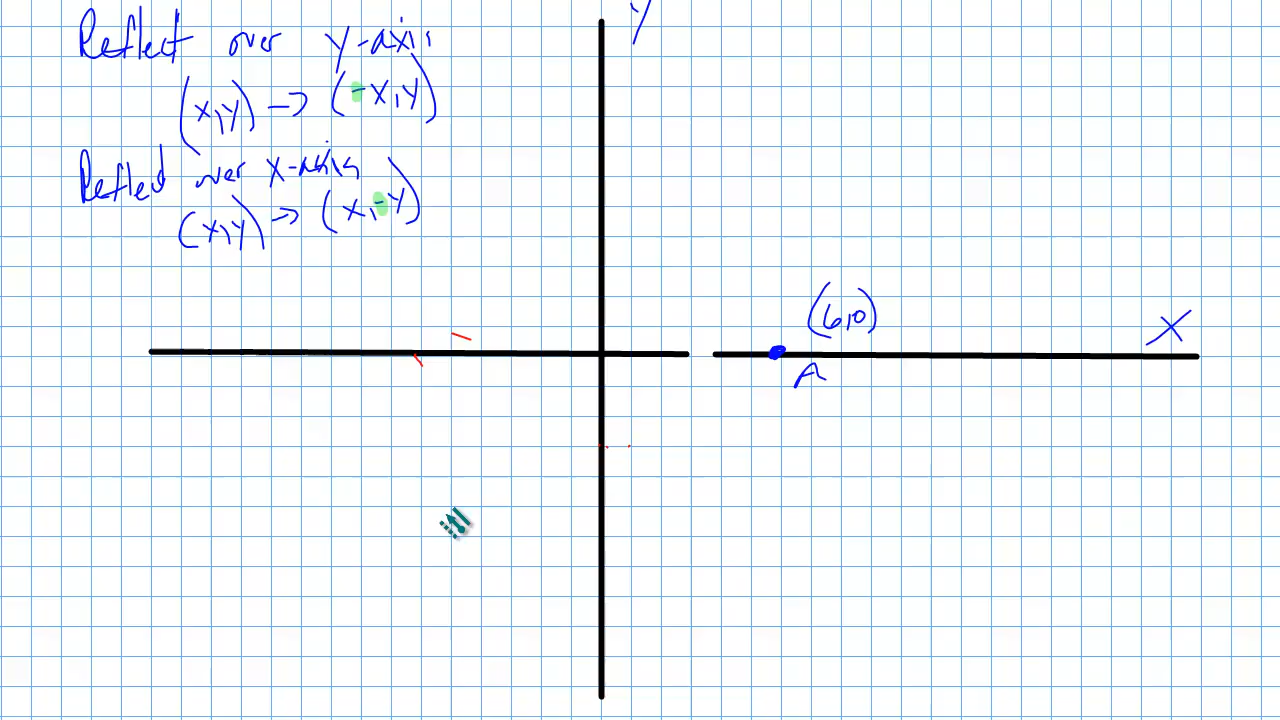 Reflect over y-axis
(x,y) → (-x,y)
Reflect over x-axis
(x,y) → (x,-y)
y
(6,0)
X
A